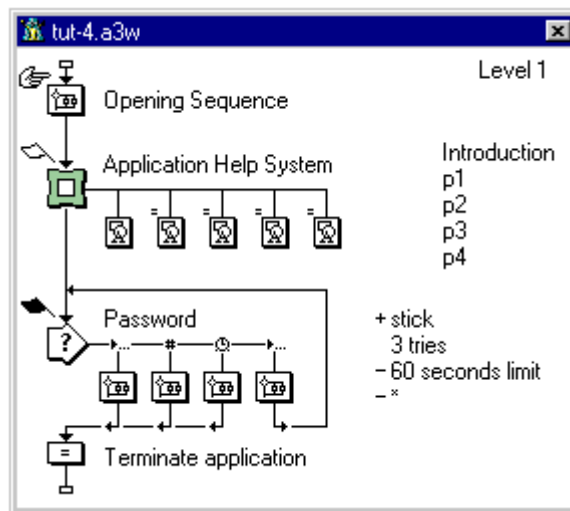 tut-4.a3w
Level 1
Opening Sequence
Application Help System
Introduction
p1
p2
p3
p4
Password
+ stick
3 tries
– 60 seconds limit
– *
? ... # ...
= Terminate application